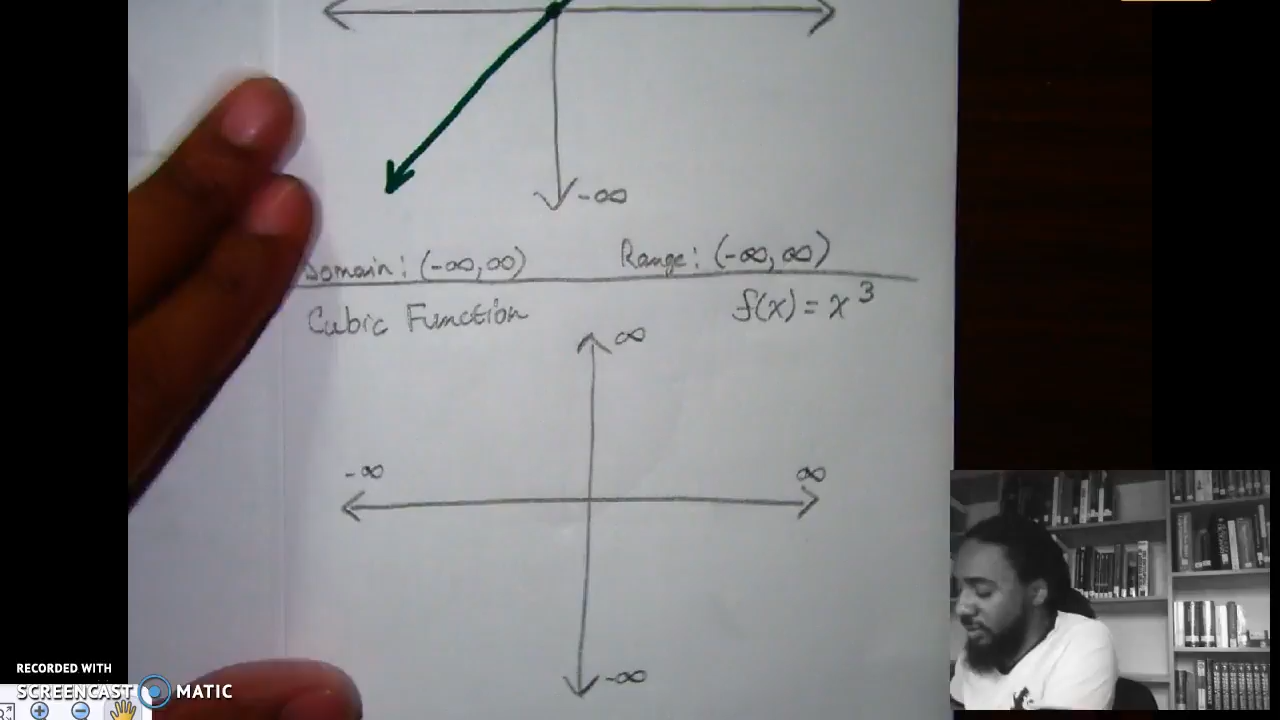 -∞
Domain: (-∞,∞) Range: (-∞,∞)
Cubic Function f(x) = x³
∞
-∞ ∞
-∞
RECORDED WITH
SCREENCAST MATIC